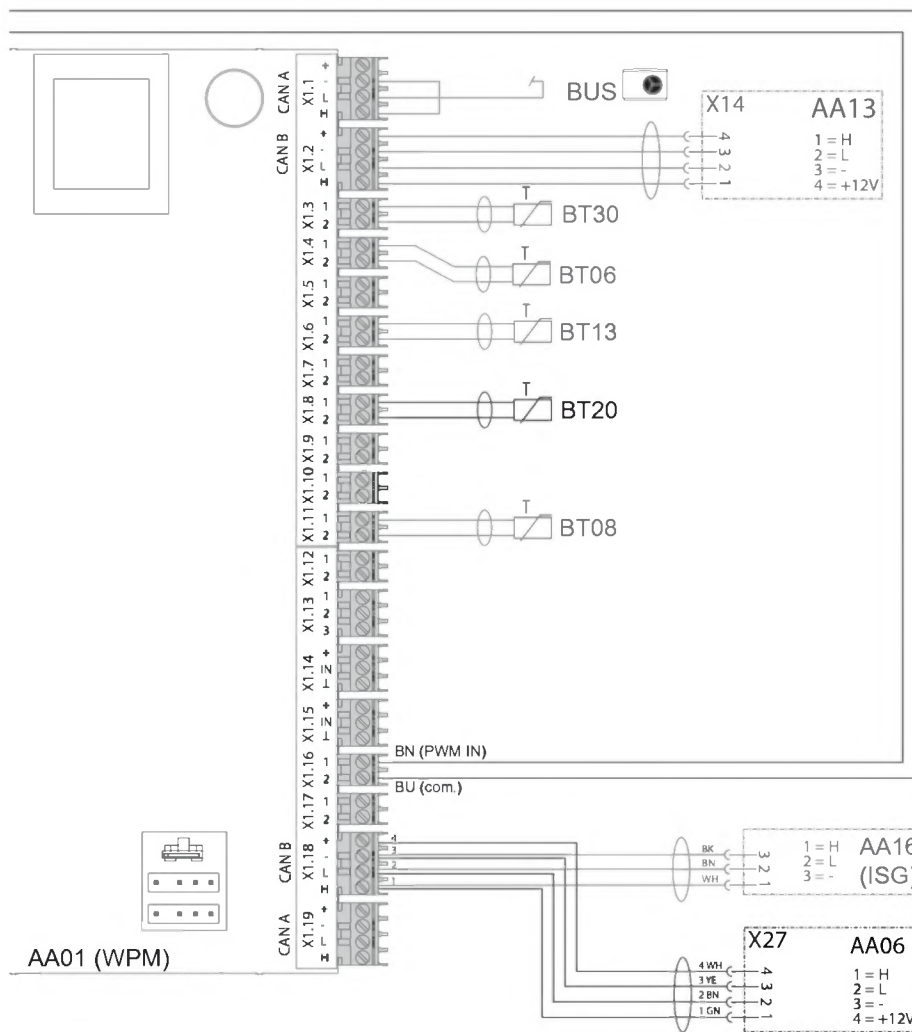 CAN A
X1.1
+
-
L
H
BUS
X14
AA13
4
3
2
1
1 = H
2 = L
3 = -
4 = +12V
CAN B
X1.2
+
-
L
H
X1.3
1
2
T
BT30
X1.4
1
2
T
BT06
X1.5
1
2
X1.6
1
2
T
BT13
X1.7
1
2
X1.8
1
2
T
BT20
X1.9
1
2
X1.10
1
2
X1.11
1
2
T
BT08
X1.12
1
2
X1.13
1
2
3
X1.14
+
IN
⊥
X1.15
+
IN
⊥
X1.16
1
2
BN (PWM IN)
BU (com.)
X1.17
1
2
CAN B
X1.18
+
-
L
H
4
3
2
1
BK
BN
WH
3
2
1
1 = H
2 = L
3 = -
AA16
(ISG)
CAN A
X1.19
+
-
L
H
AA01 (WPM)
X27
AA06
4 WH
3 YE
2 BN
1 GN
4
3
2
1
1 = H
2 = L
3 = -
4 = +12V